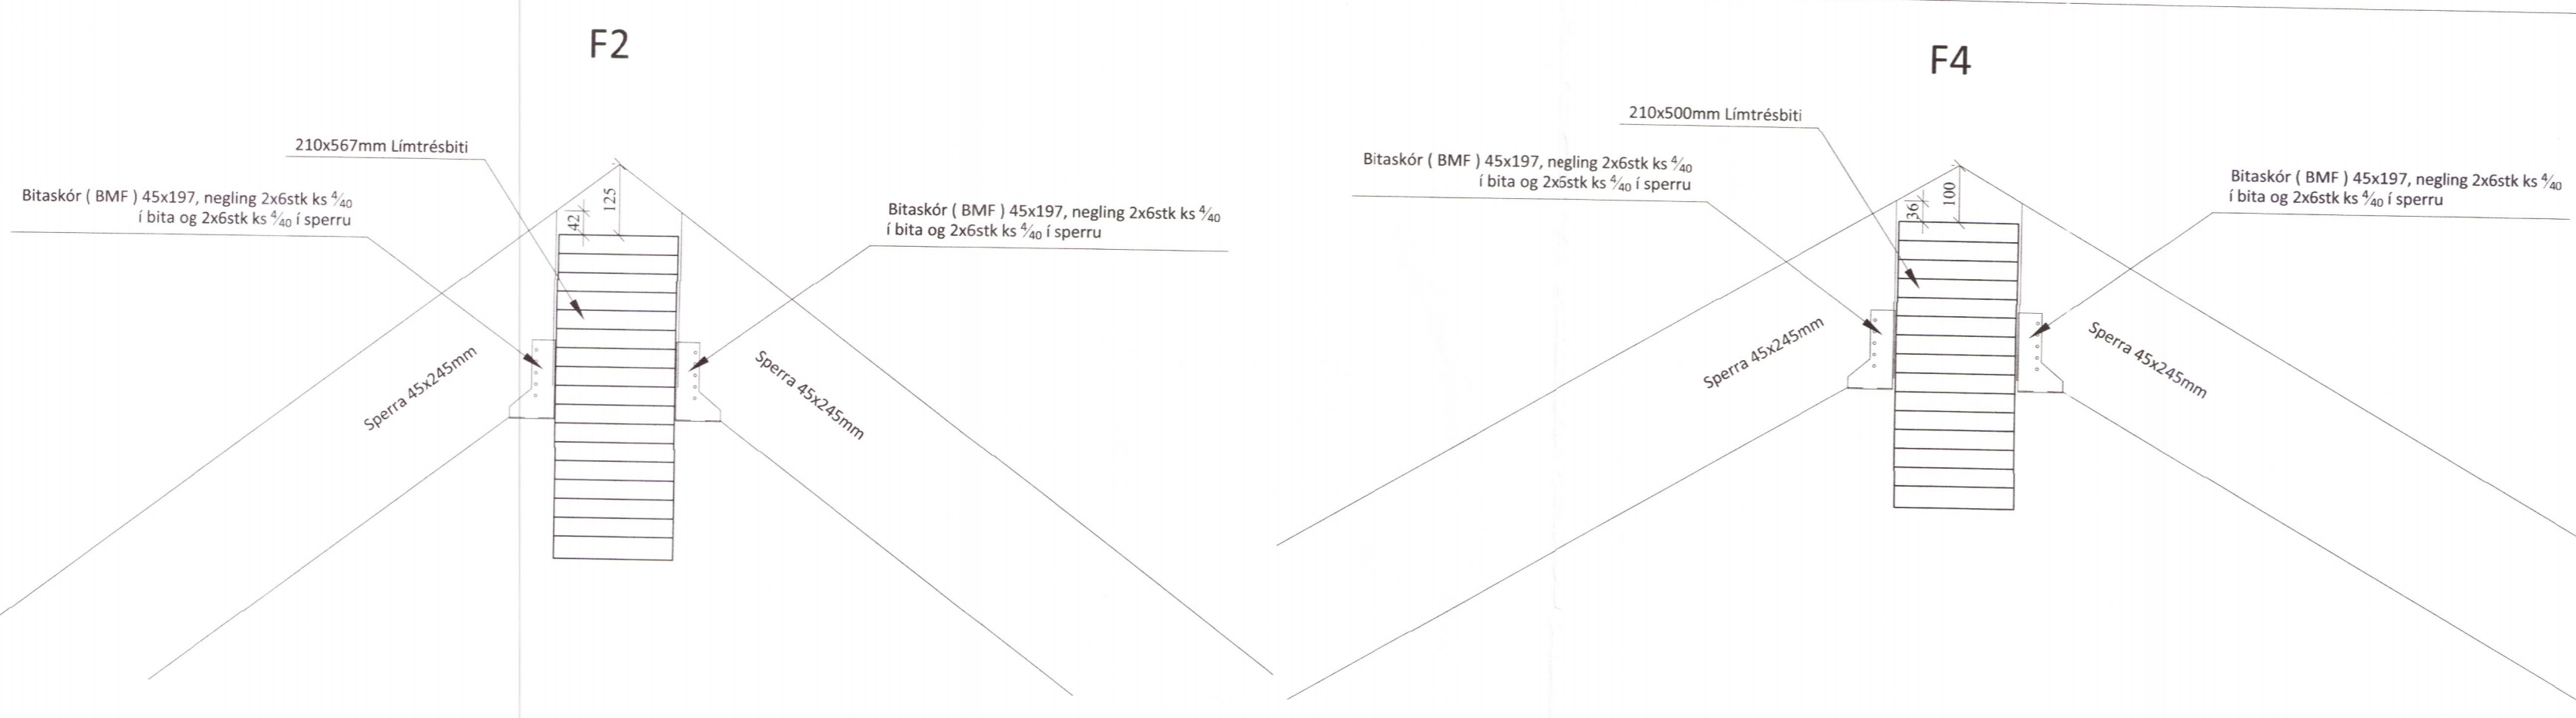 F2
210x567mm Límtrésbiti
Bitaskór ( BMF ) 45x197, negling 2x6stk ks 4/40
í bita og 2x6stk ks 4/40 í sperru
125
42
Bitaskór ( BMF ) 45x197, negling 2x6stk ks 4/40
í bita og 2x6stk ks 4/40 í sperru
Sperra 45x245mm
Sperra 45x245mm
F4
210x500mm Límtrésbiti
Bitaskór ( BMF ) 45x197, negling 2x6stk ks 4/40
í bita og 2x6stk ks 4/40 í sperru
100
36
Bitaskór ( BMF ) 45x197, negling 2x6stk ks 4/40
í bita og 2x6stk ks 4/40 í sperru
Sperra 45x245mm
Sperra 45x245mm